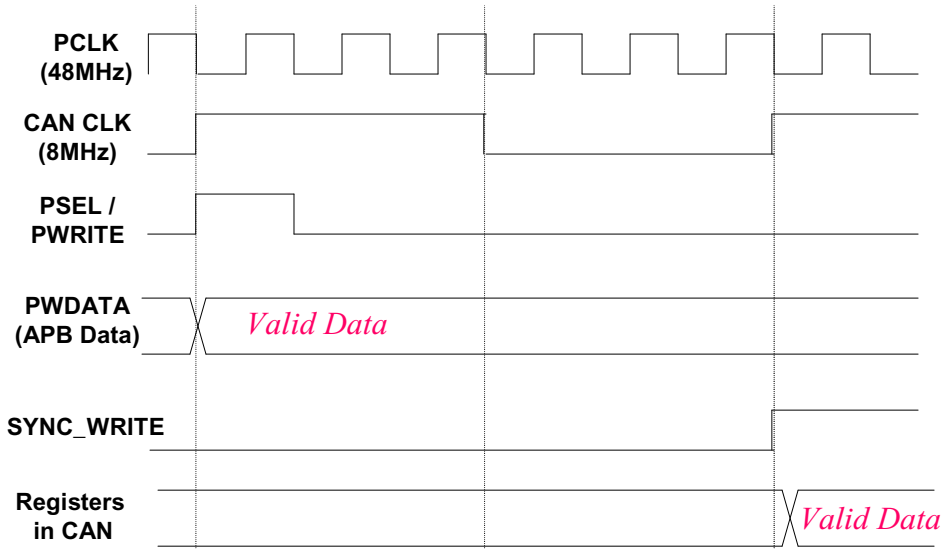 PCLK
(48MHz)
CAN CLK
(8MHz)
PSEL /
PWRITE
PWDATA
(APB Data)
Valid Data
SYNC_WRITE
Registers
in CAN
Valid Data